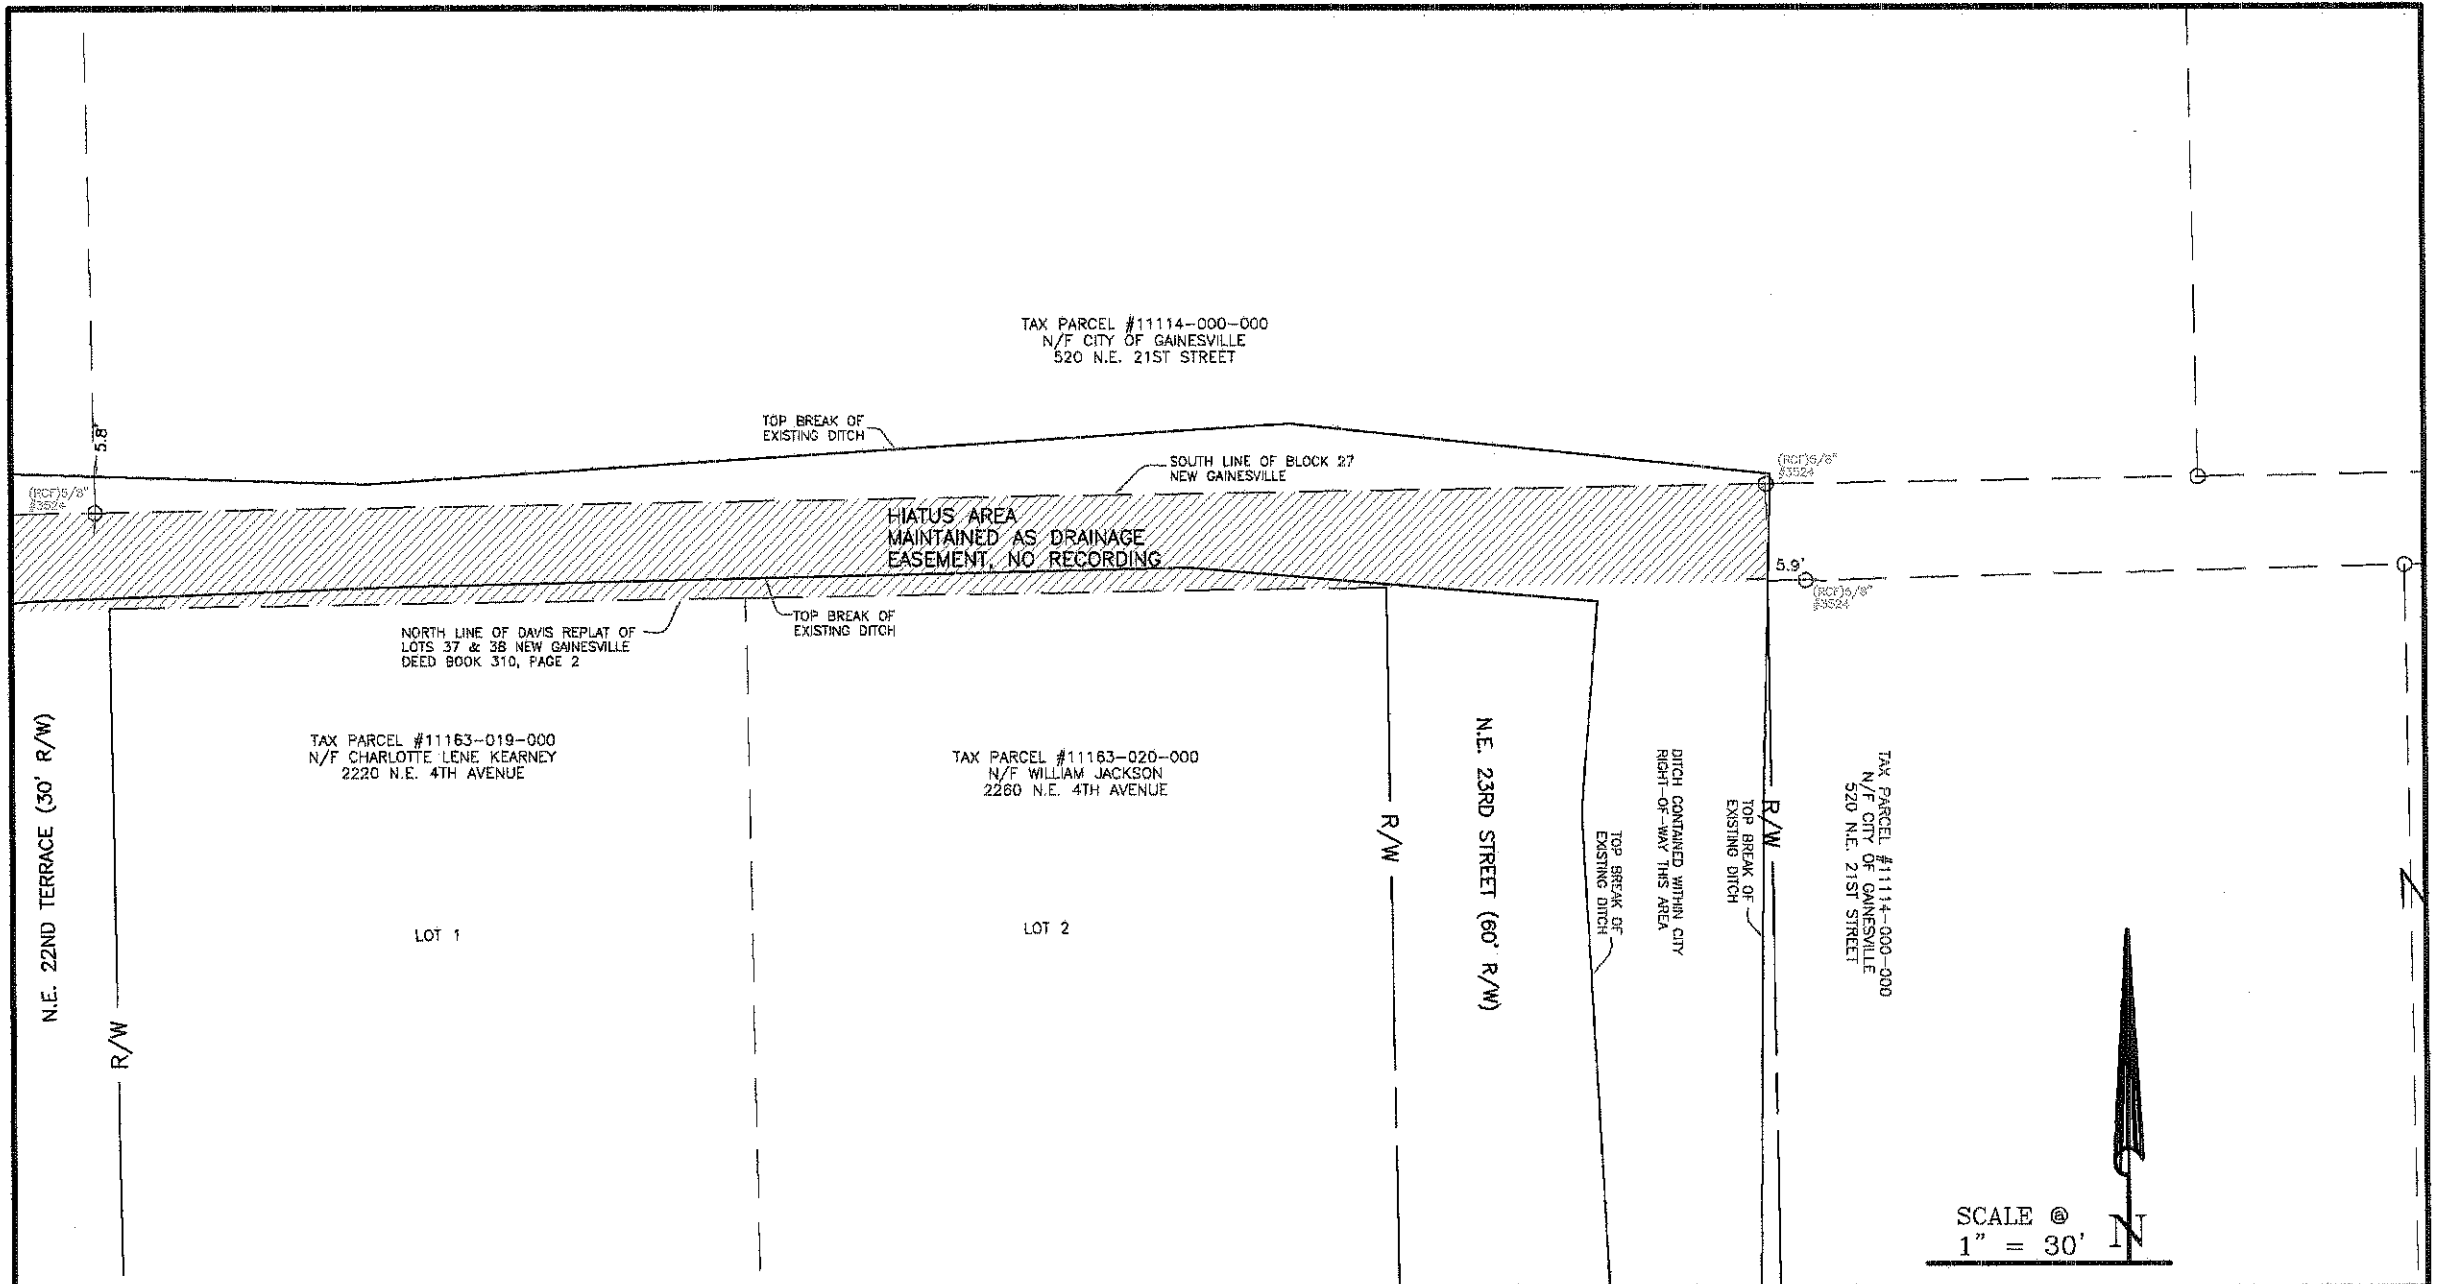 TAX PARCEL #11114-000-000
N/F CITY OF GAINESVILLE
520 N.E. 21ST STREET
5.8'
TOP BREAK OF
EXISTING DITCH
SOUTH LINE OF BLOCK 27
NEW GAINESVILLE
(RCF)5/8"
#3524
(RCF)5/8"
#3524
HIATUS AREA
MAINTAINED AS DRAINAGE
EASEMENT, NO RECORDING
5.9'
(RCF)5/8"
#3524
TOP BREAK OF
EXISTING DITCH
NORTH LINE OF DAVIS REPLAT OF
LOTS 37 & 38 NEW GAINESVILLE
DEED BOOK 310, PAGE 2
N.E. 22ND TERRACE (30' R/W)
R/W
TAX PARCEL #11163-019-000
N/F CHARLOTTE LENE KEARNEY
2220 N.E. 4TH AVENUE
LOT 1
TAX PARCEL #11163-020-000
N/F WILLIAM JACKSON
2260 N.E. 4TH AVENUE
LOT 2
R/W
N.E. 23RD STREET (60' R/W)
TOP BREAK OF
EXISTING DITCH
DITCH CONTAINED WITHIN CITY
RIGHT-OF-WAY THIS AREA
TOP BREAK OF
EXISTING DITCH
R/W
TAX PARCEL #11114-000-000
N/F CITY OF GAINESVILLE
520 N.E. 21ST STREET
SCALE @
1" = 30'
N